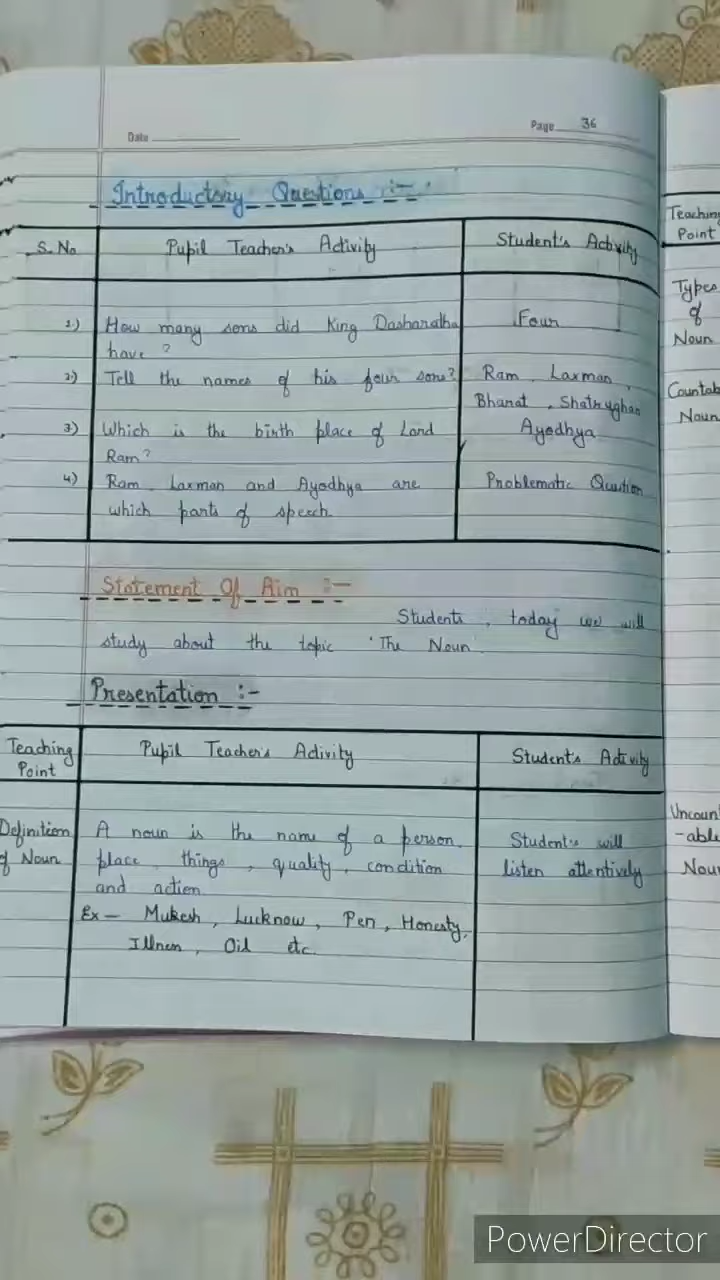 Date
Page 36
Introductory Questions :-
S. No
Pupil Teacher's Activity
Student's Activity
1.) How many sons did King Dasharatha
have ?
Four
2) Tell the names of his four sons?
Ram, Laxman,
Bharat, Shatrughan
3) Which is the birth place of Lord
Ram?
Ayodhya
4) Ram, Laxman and Ayodhya are
which parts of speech.
Problematic Question
Statement Of Aim :-
Students, today we will
study about the topic 'The Noun'.
Presentation :-
Teaching
Point
Pupil Teacher's Activity
Student's Activity
Definition
of Noun
A noun is the name of a person,
place, things, quality, condition
and action.
Ex- Mukesh, Lucknow, Pen, Honesty,
Illness, Oil etc.
Student's will
listen attentively
Teaching
Point
Types
of
Noun
Countab
Noun
Uncount
-able
Noun
PowerDirector